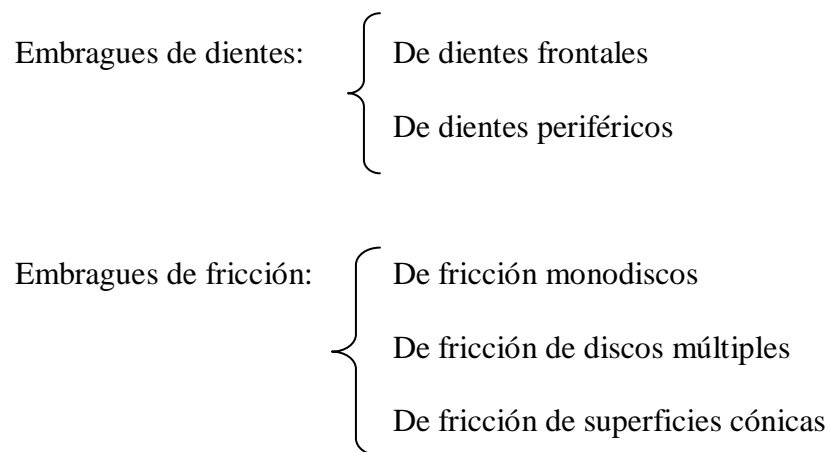 Embragues de dientes: De dientes frontales
De dientes periféricos
Embragues de fricción: De fricción monodiscos
De fricción de discos múltiples
De fricción de superficies cónicas